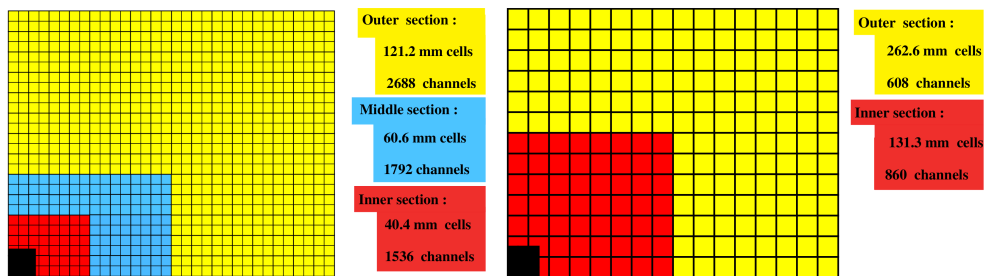 Outer section :
121.2 mm cells
2688 channels
Middle section :
60.6 mm cells
1792 channels
Inner section :
40.4 mm cells
1536 channels
Outer section :
262.6 mm cells
608 channels
Inner section :
131.3 mm cells
860 channels